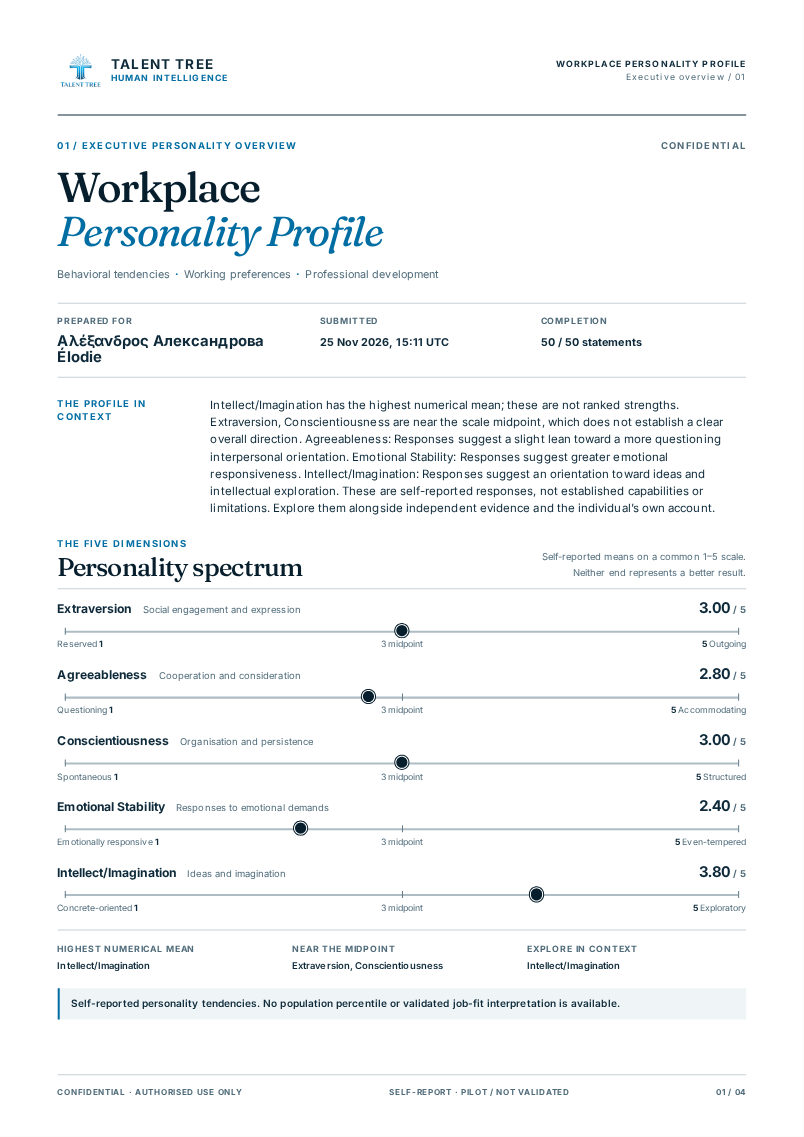 TALENT TREE
TALENT TREE
HUMAN INTELLIGENCE
WORKPLACE PERSONALITY PROFILE
Executive overview / 01
01 / EXECUTIVE PERSONALITY OVERVIEW
CONFIDENTIAL
Workplace
Personality Profile
Behavioral tendencies · Working preferences · Professional development
PREPARED FOR
SUBMITTED
COMPLETION
Αλέξανδρος Александрова
Élodie
25 Nov 2026, 15:11 UTC
50 / 50 statements
THE PROFILE IN
CONTEXT
Intellect/Imagination has the highest numerical mean; these are not ranked strengths.
Extraversion, Conscientiousness are near the scale midpoint, which does not establish a clear
overall direction. Agreeableness: Responses suggest a slight lean toward a more questioning
interpersonal orientation. Emotional Stability: Responses suggest greater emotional
responsiveness. Intellect/Imagination: Responses suggest an orientation toward ideas and
intellectual exploration. These are self-reported responses, not established capabilities or
limitations. Explore them alongside independent evidence and the individual’s own account.
THE FIVE DIMENSIONS
Personality spectrum
Self-reported means on a common 1–5 scale.
Neither end represents a better result.
Extraversion Social engagement and expression 3.00 / 5
Reserved 1 3 midpoint 5 Outgoing
Agreeableness Cooperation and consideration 2.80 / 5
Questioning 1 3 midpoint 5 Accommodating
Conscientiousness Organisation and persistence 3.00 / 5
Spontaneous 1 3 midpoint 5 Structured
Emotional Stability Responses to emotional demands 2.40 / 5
Emotionally responsive 1 3 midpoint 5 Even-tempered
Intellect/Imagination Ideas and imagination 3.80 / 5
Concrete-oriented 1 3 midpoint 5 Exploratory
HIGHEST NUMERICAL MEAN
NEAR THE MIDPOINT
EXPLORE IN CONTEXT
Intellect/Imagination
Extraversion, Conscientiousness
Intellect/Imagination
Self-reported personality tendencies. No population percentile or validated job-fit interpretation is available.
CONFIDENTIAL · AUTHORISED USE ONLY
SELF-REPORT · PILOT / NOT VALIDATED
01 / 04